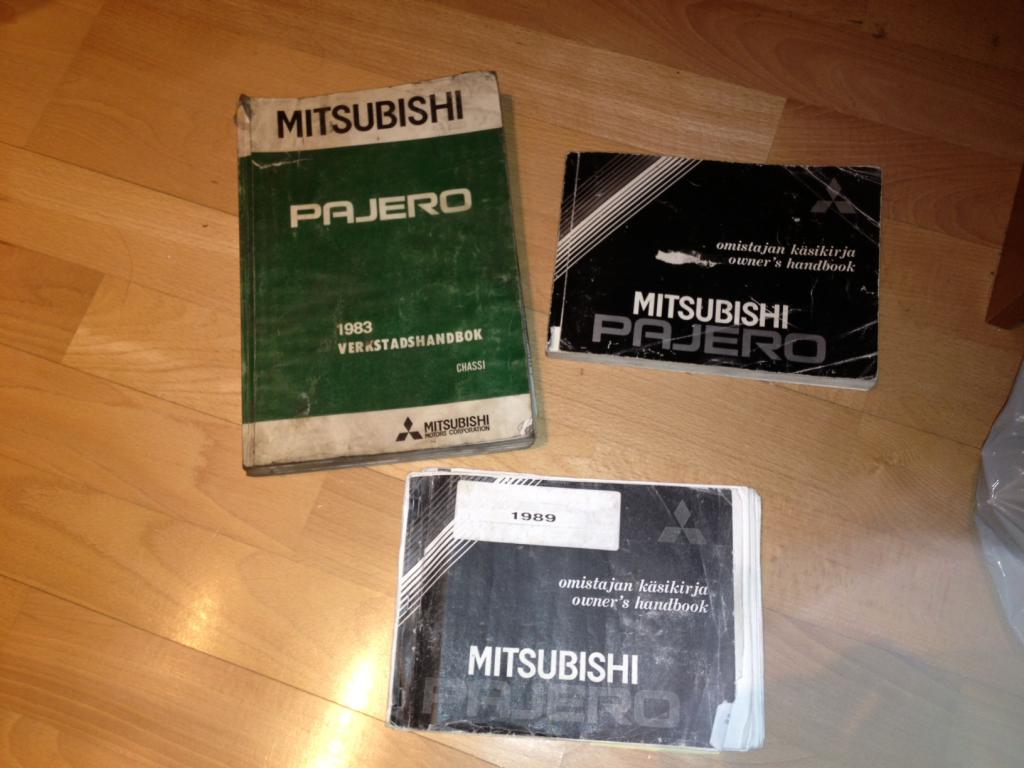 MITSUBISHI
PAJERO
1983
VERKSTADSHANDBOK
CHASSI
MITSUBISHI
MOTORS CORPORATION
omistajan käsikirja
owner's handbook
MITSUBISHI
PAJERO
1989
omistajan käsikirja
owner's handbook
MITSUBISHI
PAJERO